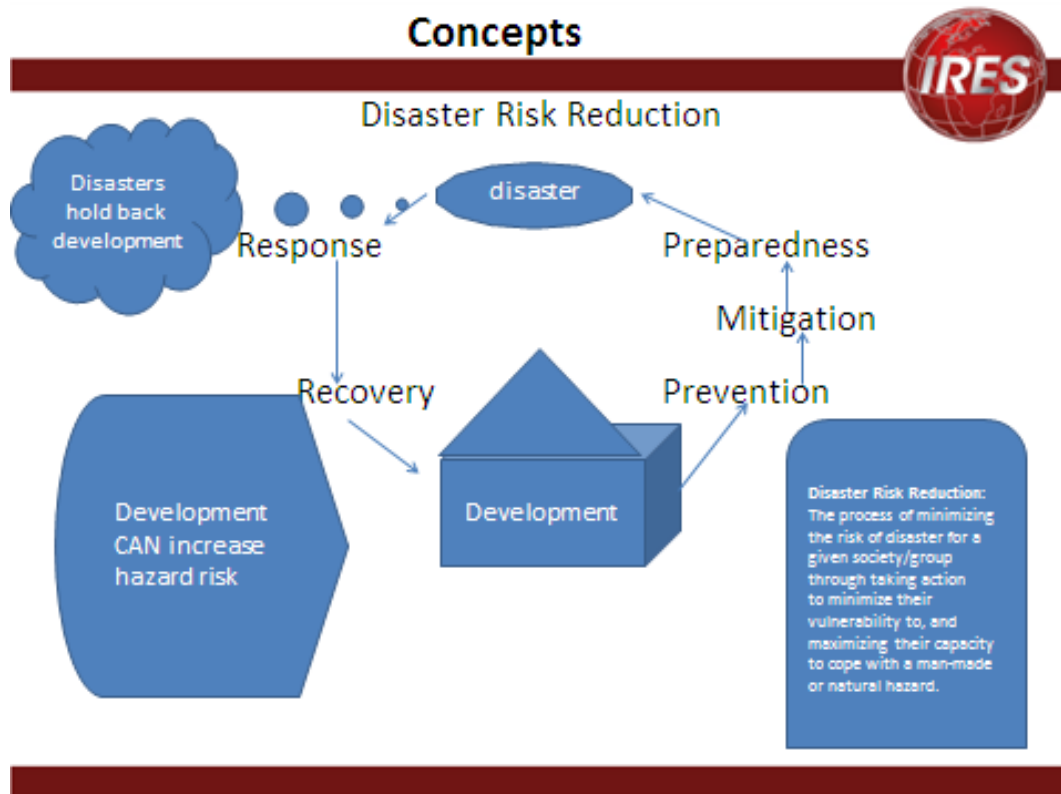 Concepts
IRES
Disaster Risk Reduction
Disasters
hold back
development
disaster
Response
Preparedness
Mitigation
Recovery
Prevention
Development
CAN increase
hazard risk
Development
Disaster Risk Reduction:
The process of minimizing
the risk of disaster for a
given society/group
through taking action
to minimize their
vulnerability to, and
maximizing their capacity
to cope with a man-made
or natural hazard.